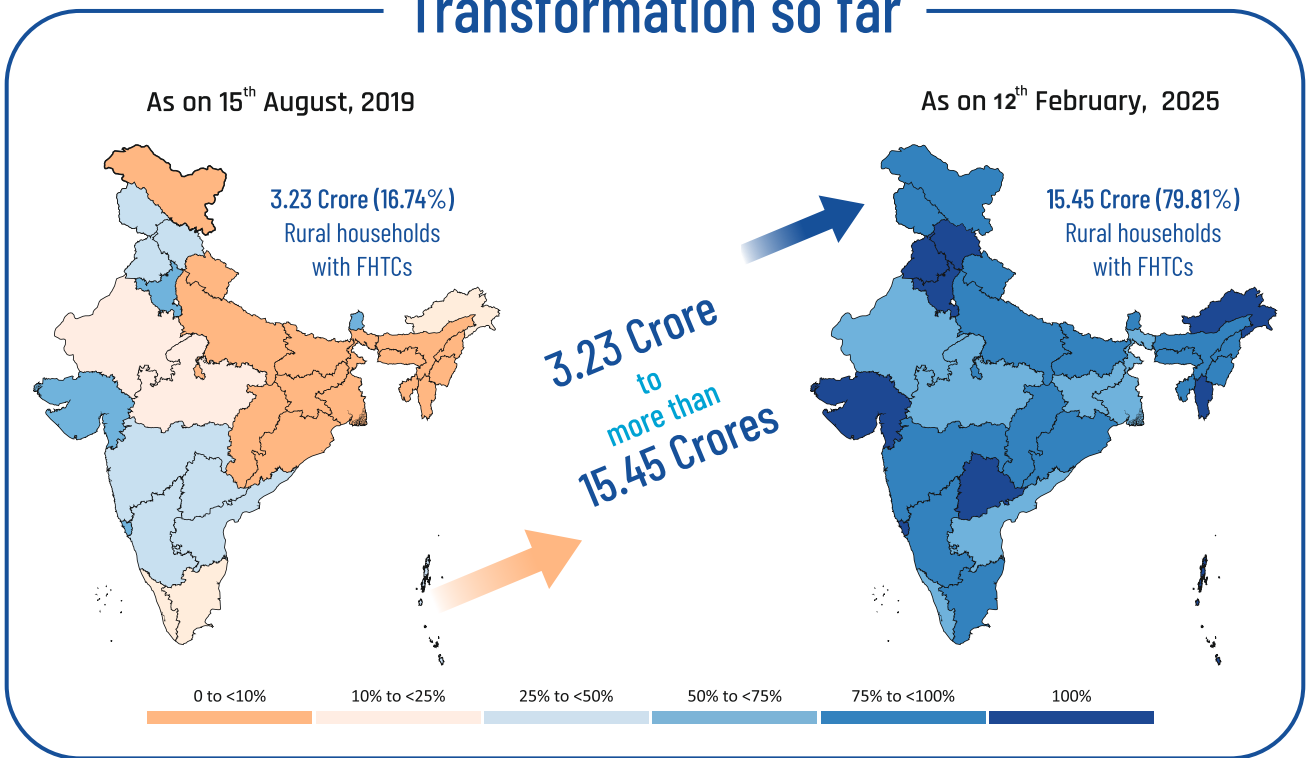 Transformation so far
As on 15th August, 2019
As on 12th February, 2025
3.23 Crore (16.74%)
Rural households
with FHTCs
15.45 Crore (79.81%)
Rural households
with FHTCs
3.23 Crore
to
more than
15.45 Crores
0 to <10%
10% to <25%
25% to <50%
50% to <75%
75% to <100%
100%